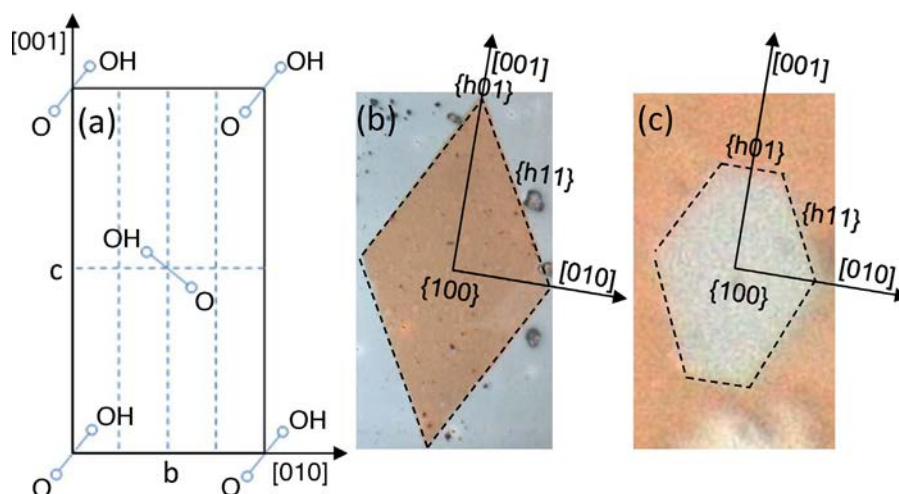 [001]
OH
OH
(a)
O
O
OH
c
O
OH
OH
O
b
O
[010]
(b)
[001]
{h01}
{h11}
[010]
{100}
(c)
[001]
{h01}
{h11}
[010]
{100}